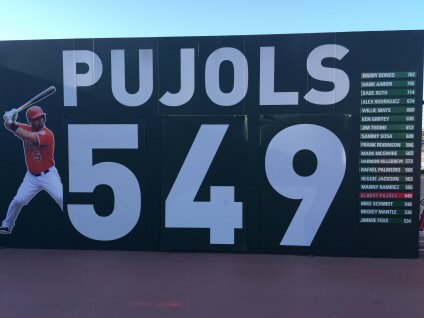 PUJOLS
549
BARRY BONDS 762
HANK AARON 755
BABE RUTH 714
ALEX RODRIGUEZ 674
WILLIE MAYS 660
KEN GRIFFEY 630
JIM THOME 612
SAMMY SOSA 609
FRANK ROBINSON 586
MARK MCGWIRE 583
HARMON KILLEBREW 573
RAFAEL PALMEIRO 569
REGGIE JACKSON 563
MANNY RAMIREZ 555
ALBERT PUJOLS 549
MIKE SCHMIDT 548
MICKEY MANTLE 536
JIMMIE FOXX 534
5